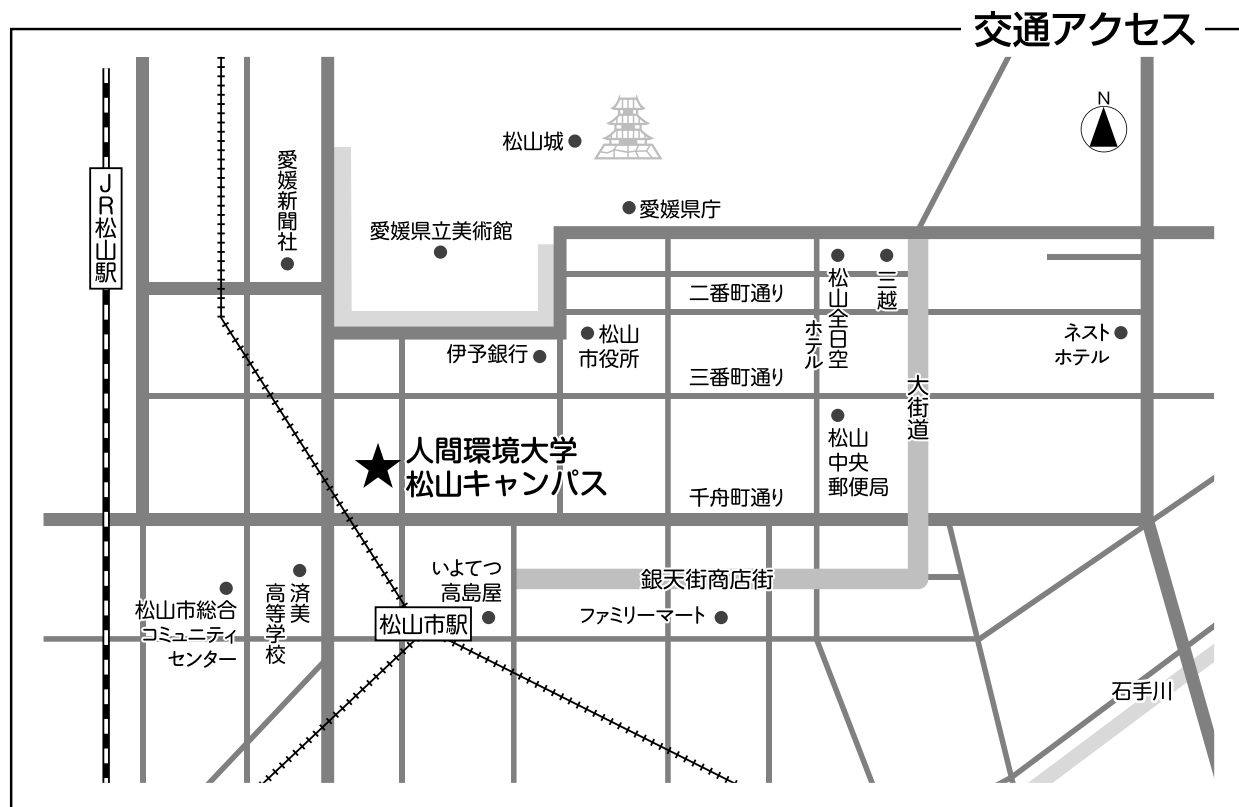 交通アクセス
N
松山城
JR松山駅
愛媛新聞社
愛媛県庁
愛媛県立美術館
二番町通り
松山全日空
ホテル
三越
伊予銀行
松山
市役所
ネスト
ホテル
三番町通り
大街道
人間環境大学
松山キャンパス
松山
中央
郵便局
千舟町通り
いよてつ
高島屋
銀天街商店街
松山市総合
コミュニティ
センター
済美
高等学校
松山市駅
ファミリーマート
石手川